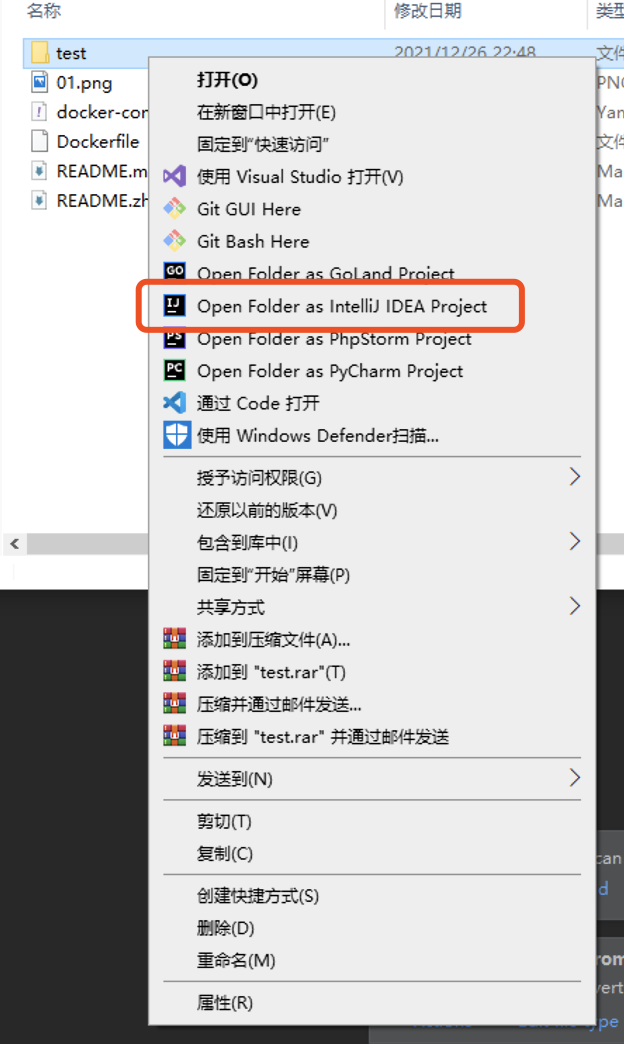 名称 修改日期 类型
test 2021/12/26 22:48 文件
01.png PNG
docker-com Yam
Dockerfile 文件
README.m Ma
README.zh Ma
打开(O)
在新窗口中打开(E)
固定到"快速访问"
使用 Visual Studio 打开(V)
Git GUI Here
Git Bash Here
GO Open Folder as GoLand Project
IJ Open Folder as IntelliJ IDEA Project
PS Open Folder as PhpStorm Project
PC Open Folder as PyCharm Project
通过 Code 打开
使用 Windows Defender扫描...
授予访问权限(G)
还原以前的版本(V)
包含到库中(I)
固定到"开始"屏幕(P)
共享方式
添加到压缩文件(A)...
添加到 "test.rar"(T)
压缩并通过邮件发送...
压缩到 "test.rar" 并通过邮件发送
发送到(N)
剪切(T)
复制(C)
can
d
创建快捷方式(S)
删除(D)
重命名(M)
rom
vert
属性(R)
ype